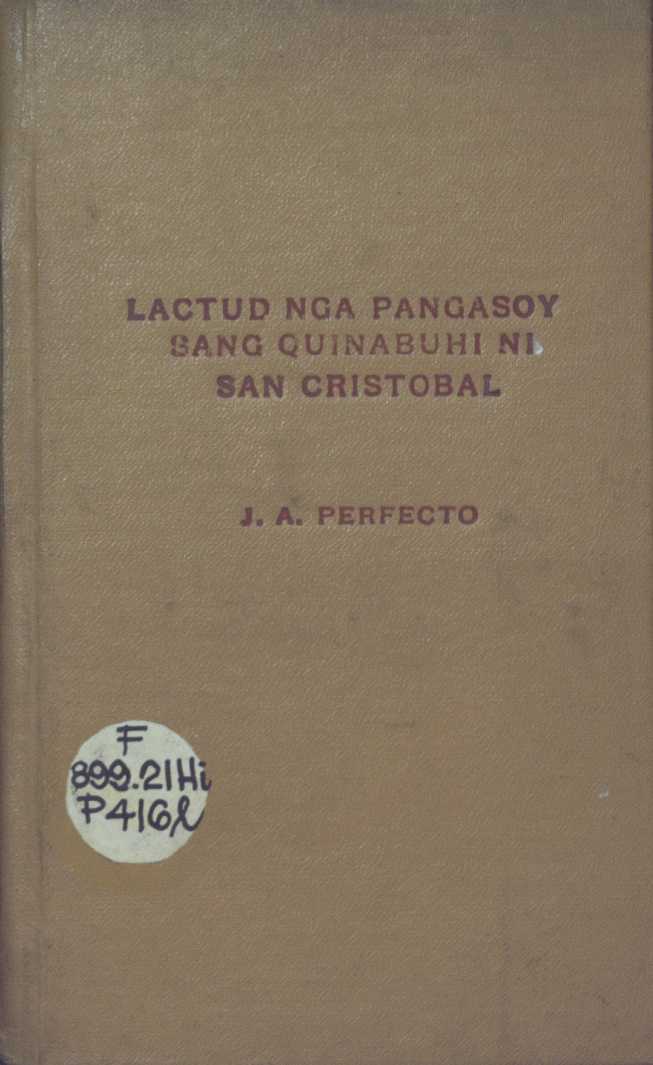 LACTUD NGA PANGASOY
SANG QUINABUHI NI
SAN CRISTOBAL
J. A. PERFECTO
F
899.21Hi
P416l